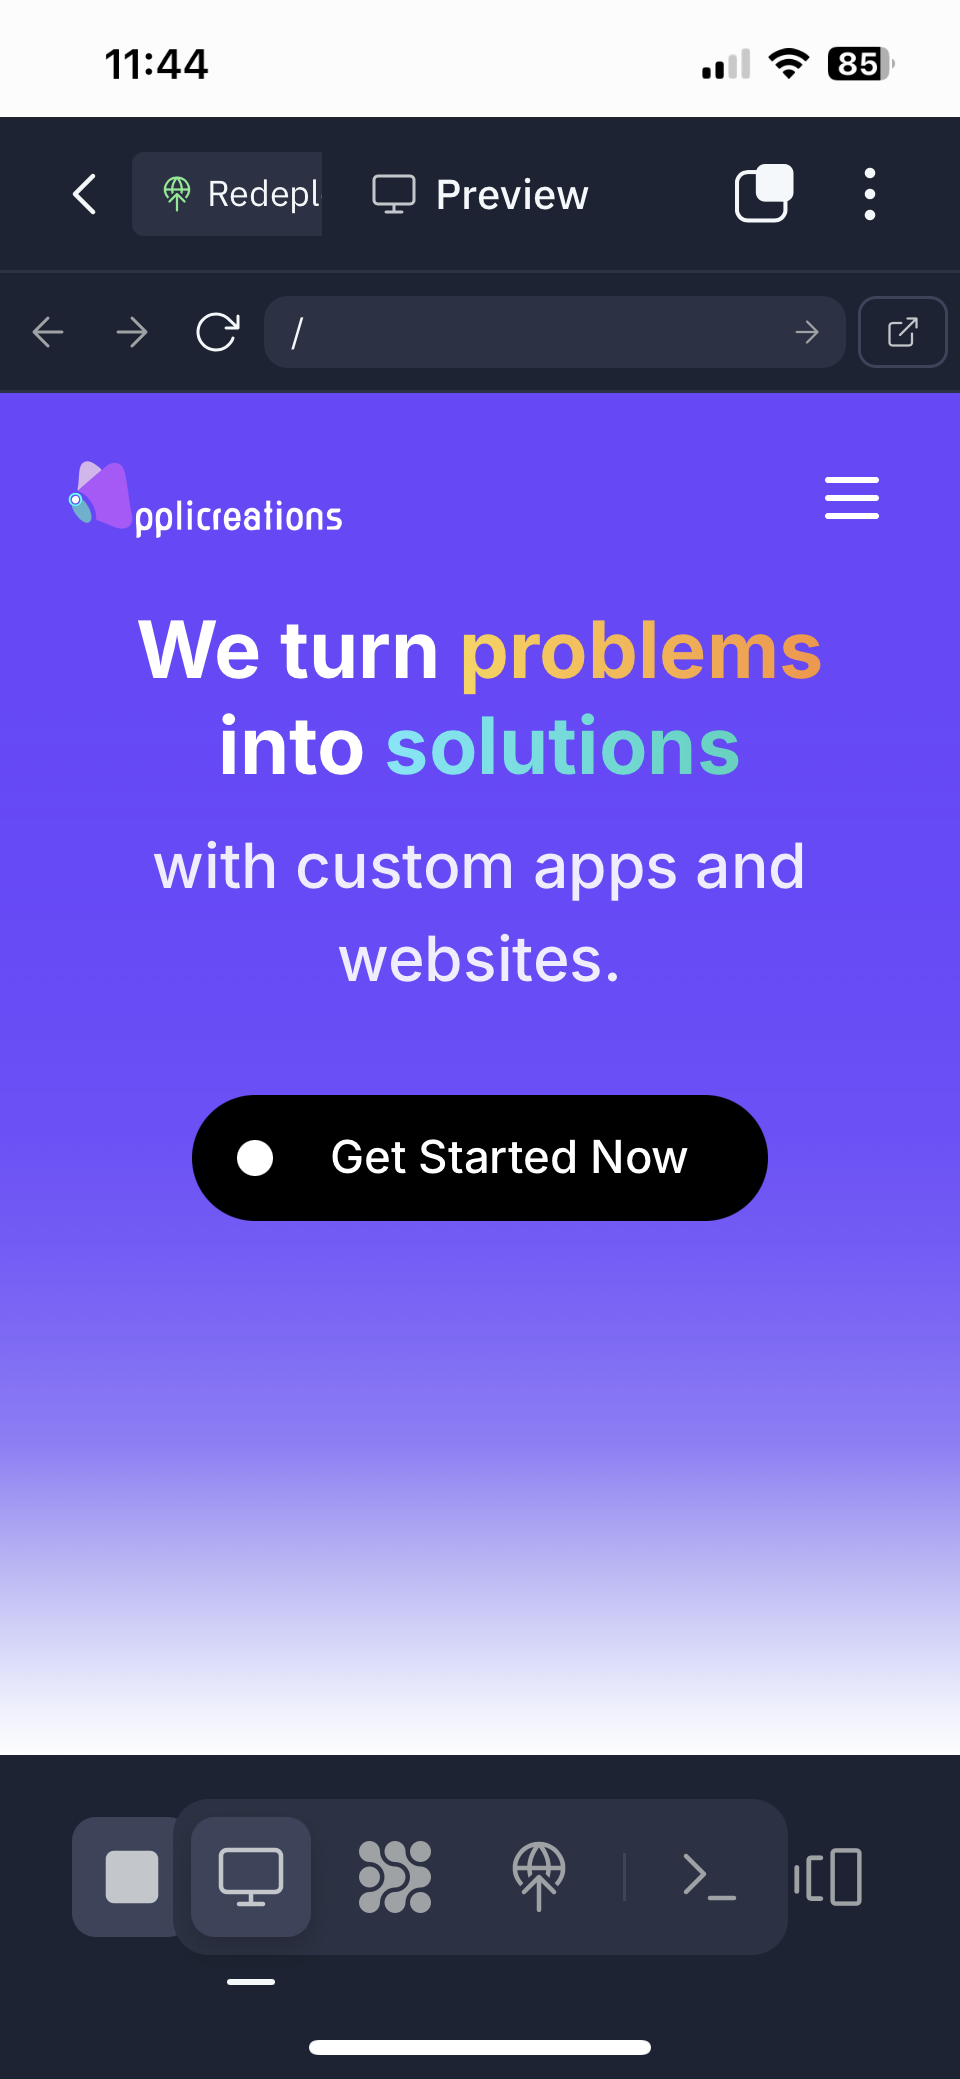 11:44
85
Redepl
Preview
/
pplicreations
We turn problems
into solutions
with custom apps and
websites.
Get Started Now